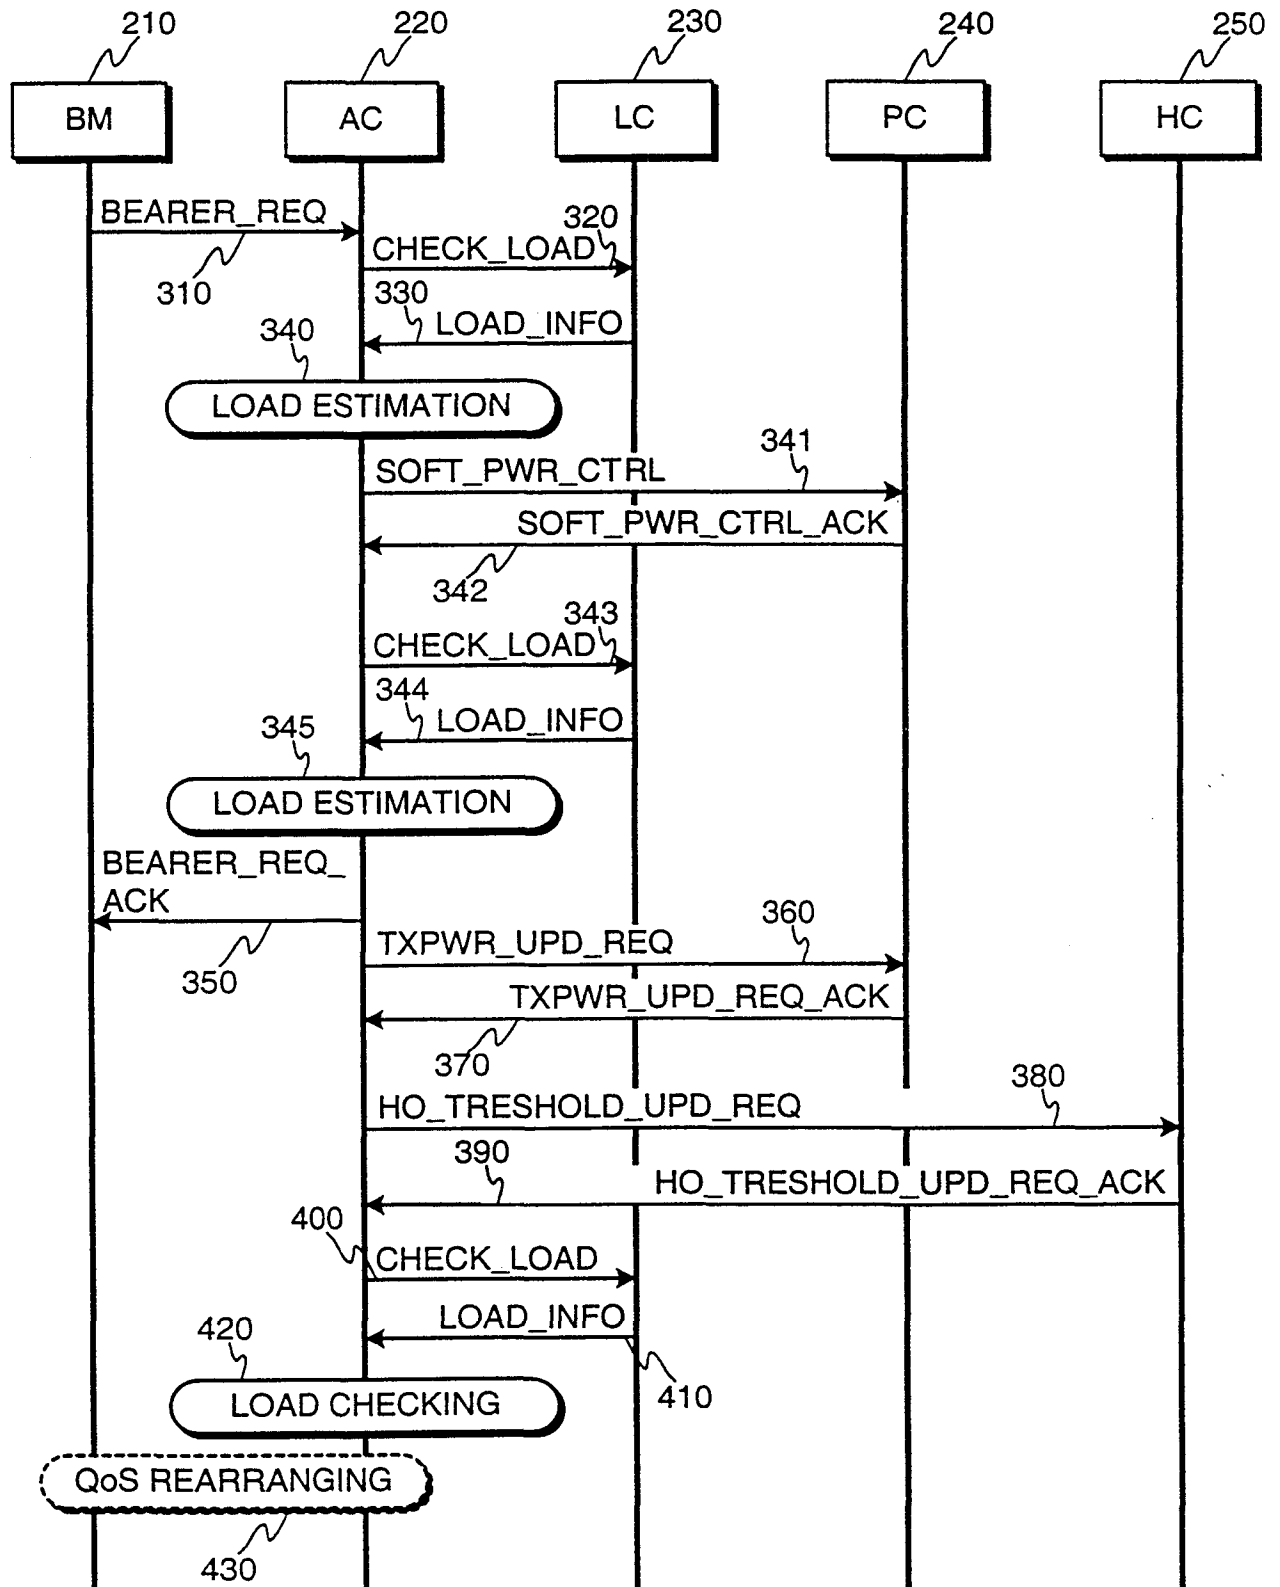 210
220
230
240
250
BM
AC
LC
PC
HC
BEARER_REQ
310
320
CHECK_LOAD
330
LOAD_INFO
340
LOAD ESTIMATION
341
SOFT_PWR_CTRL
SOFT_PWR_CTRL_ACK
342
343
CHECK_LOAD
344
LOAD_INFO
345
LOAD ESTIMATION
BEARER_REQ_
ACK
350
360
TXPWR_UPD_REQ
TXPWR_UPD_REQ_ACK
370
380
HO_TRESHOLD_UPD_REQ
390
HO_TRESHOLD_UPD_REQ_ACK
400
CHECK_LOAD
LOAD_INFO
410
420
LOAD CHECKING
QoS REARRANGING
430